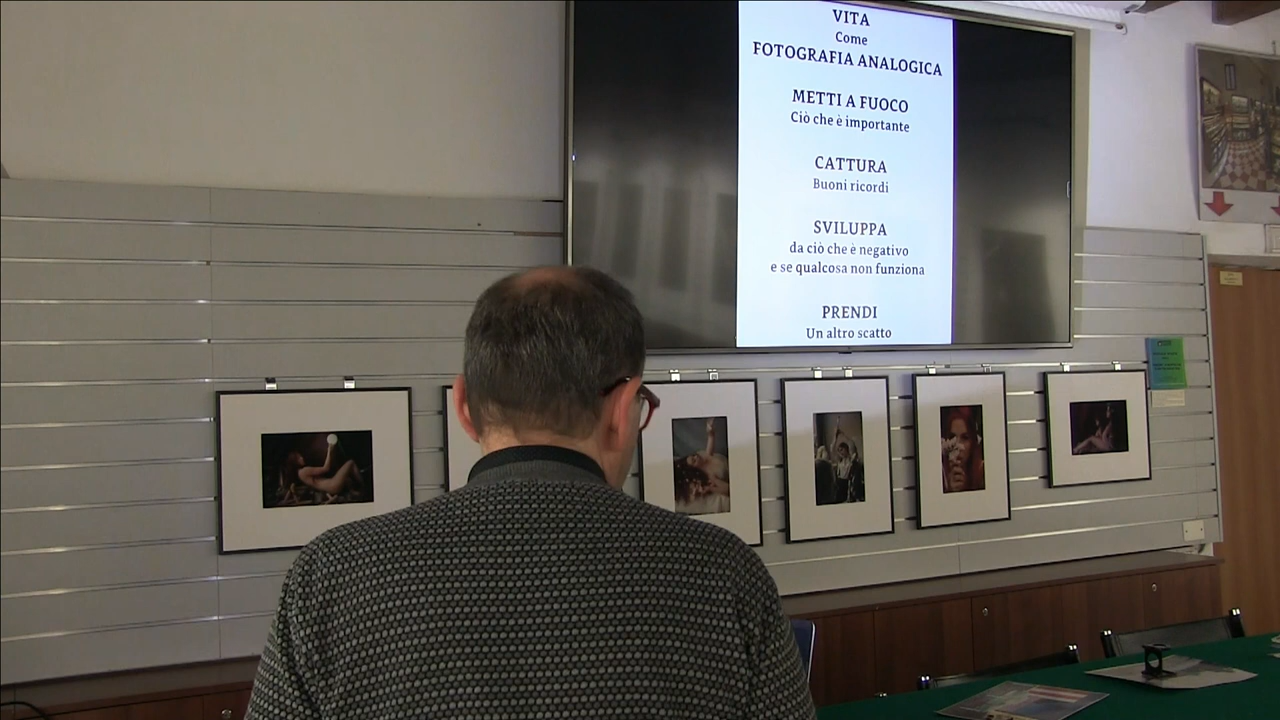 VITA
Come
FOTOGRAFIA ANALOGICA
METTI A FUOCO
Ciò che è importante
CATTURA
Buoni ricordi
SVILUPPA
da ciò che è negativo
e se qualcosa non funziona
PRENDI
Un altro scatto